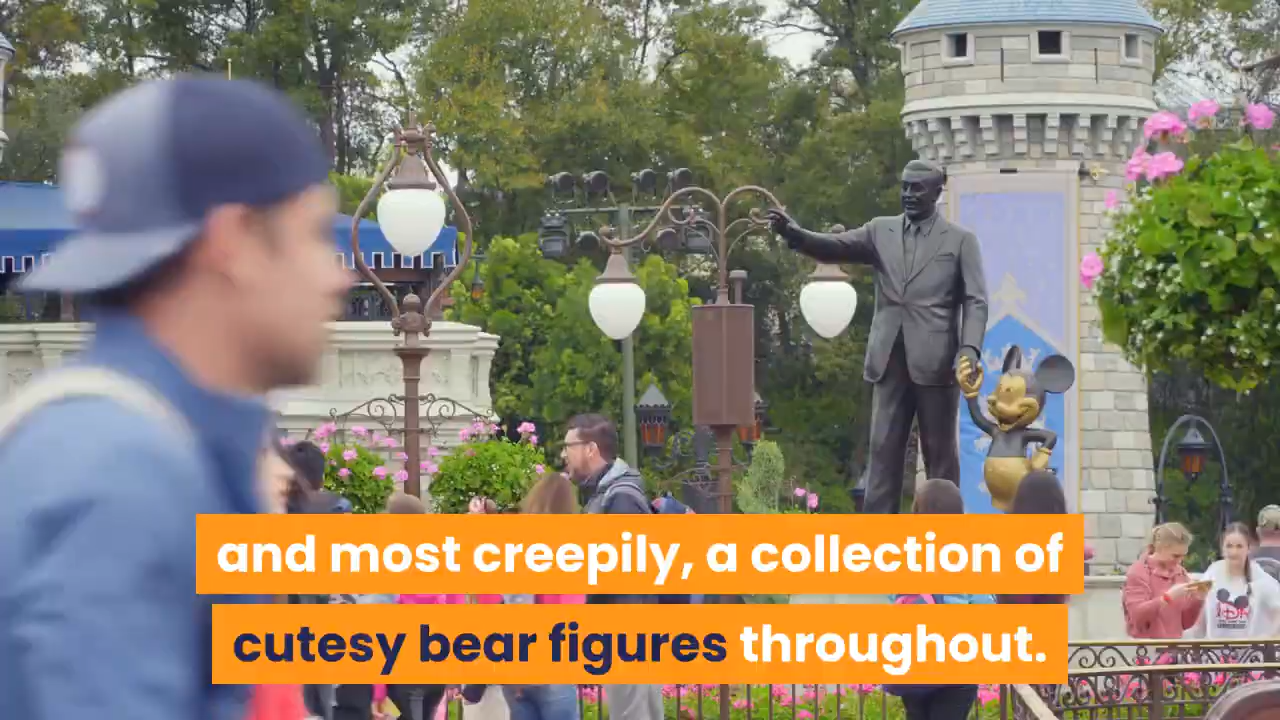 and most creepily, a collection of
cutesy bear figures throughout.